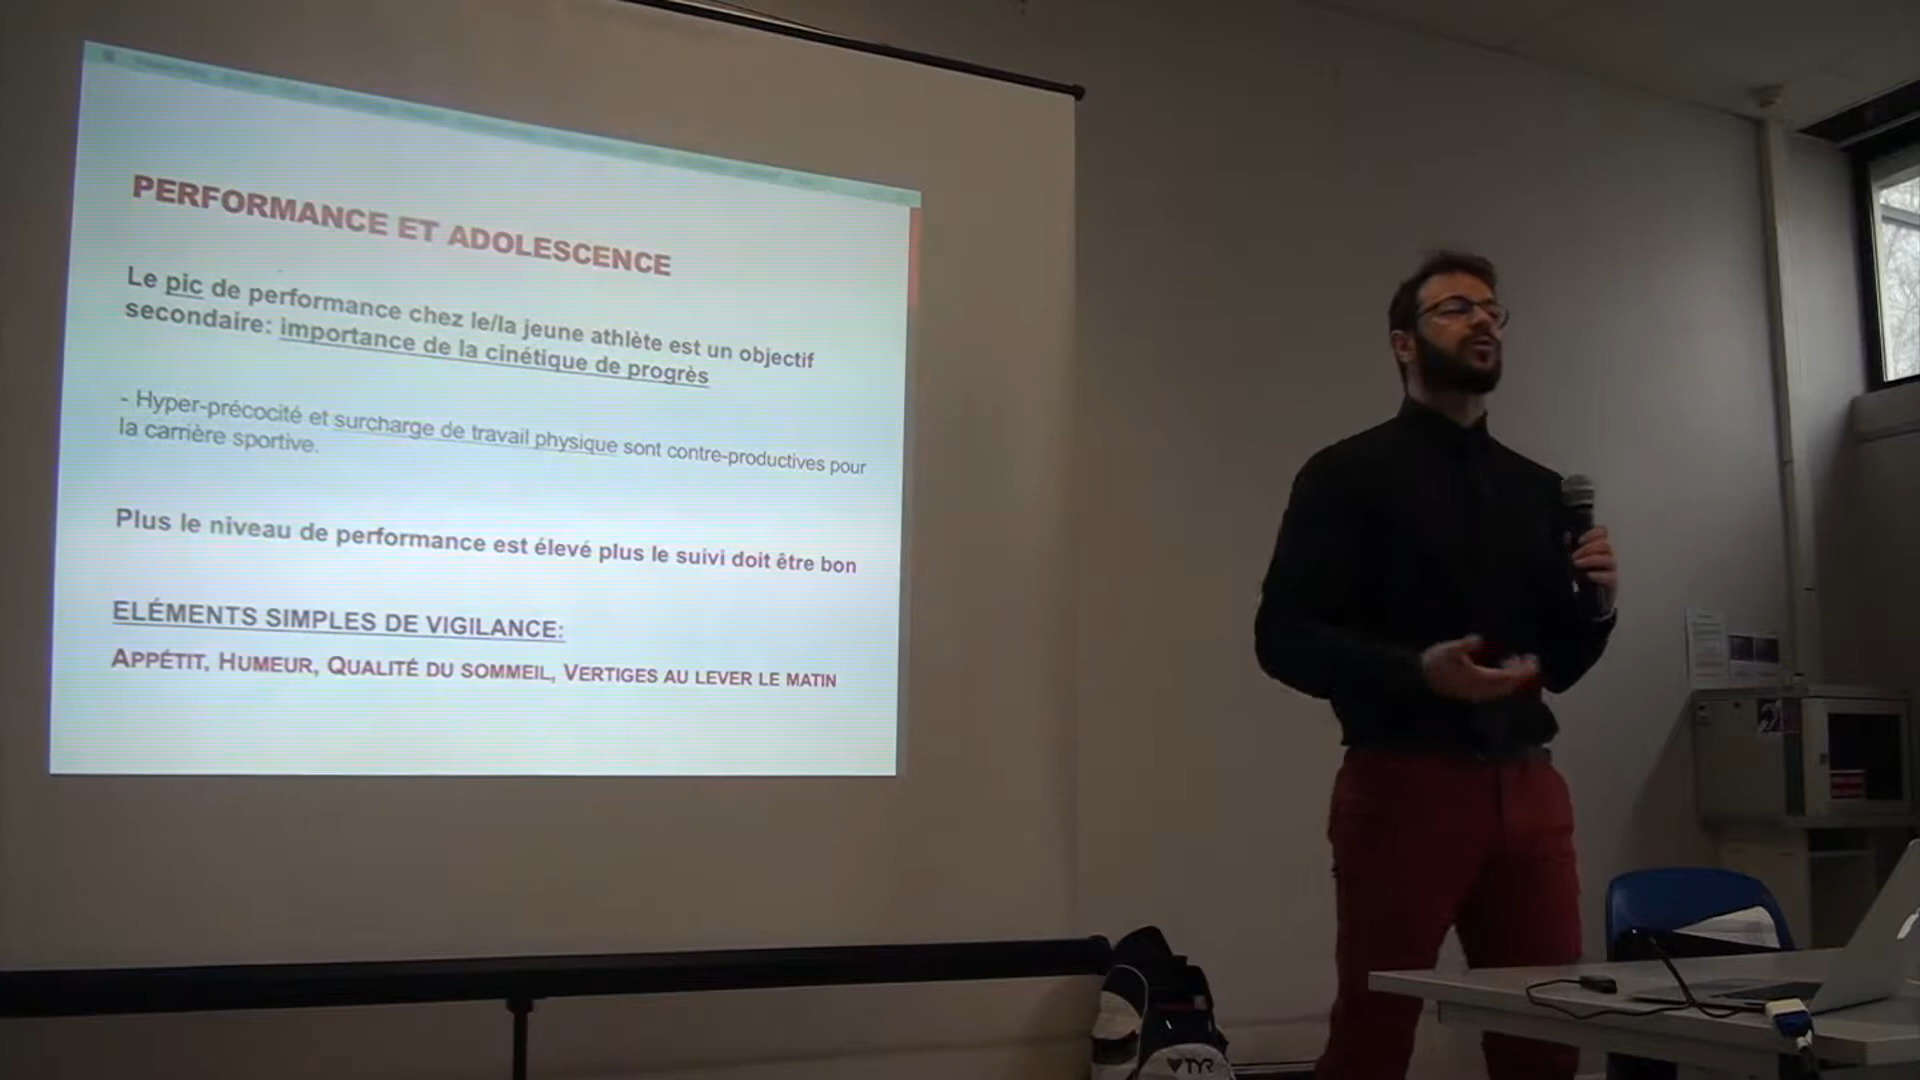 PERFORMANCE ET ADOLESCENCE
Le pic de performance chez le/la jeune athlète est un objectif
secondaire: importance de la cinétique de progrès
- Hyper-précocité et surcharge de travail physique sont contre-productives pour
la carrière sportive.
Plus le niveau de performance est élevé plus le suivi doit être bon
ELÉMENTS SIMPLES DE VIGILANCE:
APPÉTIT, HUMEUR, QUALITÉ DU SOMMEIL, VERTIGES AU LEVER LE MATIN
TYR